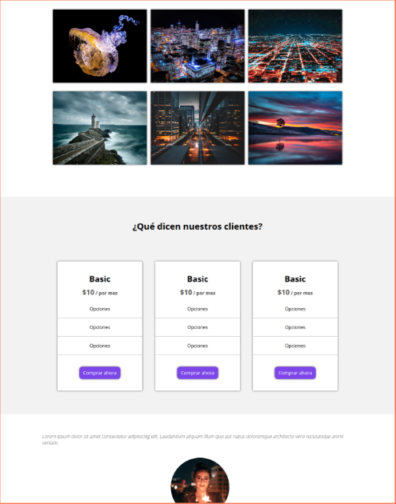 ¿Qué dicen nuestros clientes?
Basic Basic Basic
$10 / por mes $10 / por mes $10 / por mes
Opciones Opciones Opciones
Opciones Opciones Opciones
Opciones Opciones Opciones
Comprar ahora Comprar ahora Comprar ahora
Lorem ipsum dolor sit amet consectetur adipisicing elit. Laudantium aliquam illum quo aut natus doloremque architecto vero recusandae animi
veniam.